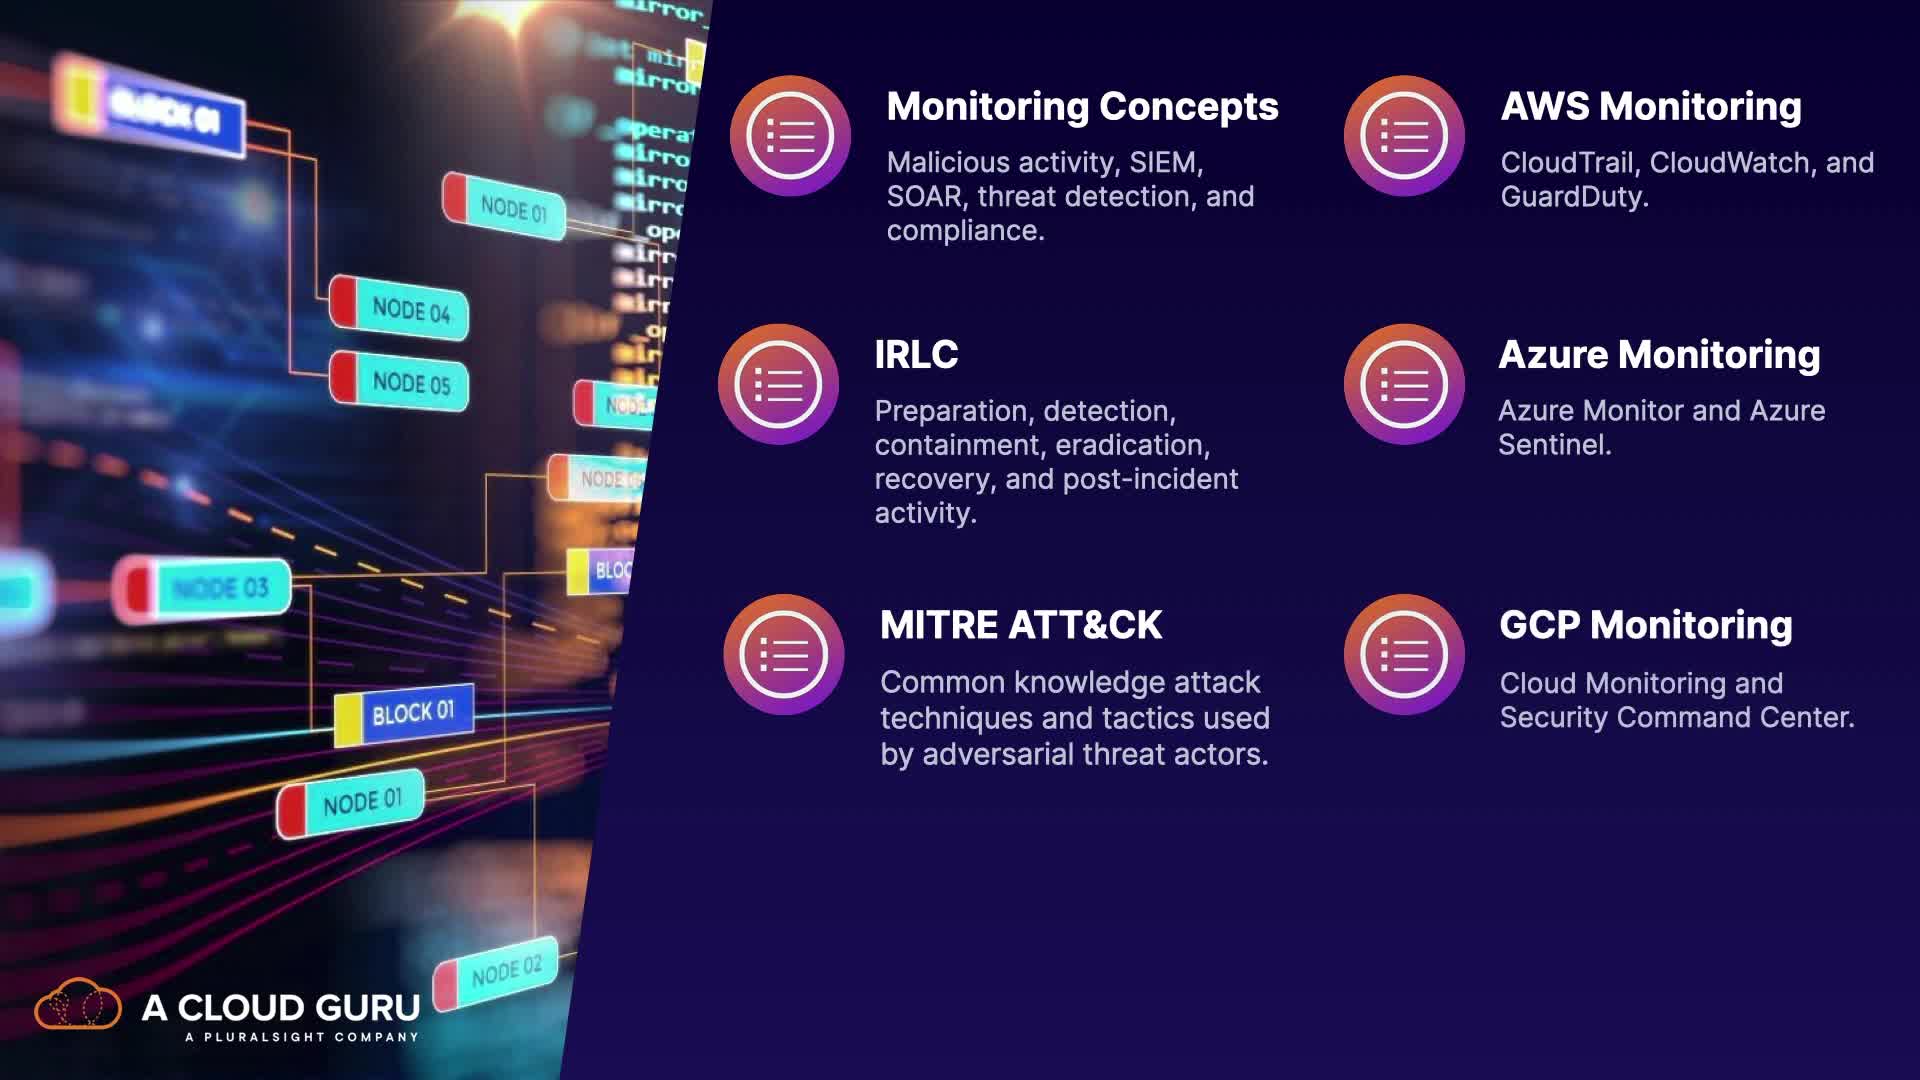 Monitoring Concepts
Malicious activity, SIEM,
SOAR, threat detection, and
compliance.
AWS Monitoring
CloudTrail, CloudWatch, and
GuardDuty.
IRLC
Preparation, detection,
containment, eradication,
recovery, and post-incident
activity.
Azure Monitoring
Azure Monitor and Azure
Sentinel.
MITRE ATT&CK
Common knowledge attack
techniques and tactics used
by adversarial threat actors.
GCP Monitoring
Cloud Monitoring and
Security Command Center.
BLOCK 01
NODE 01
NODE 04
NODE 05
NODE 03
BLOCK 01
NODE 01
NODE 02
A CLOUD GURU
A PLURALSIGHT COMPANY